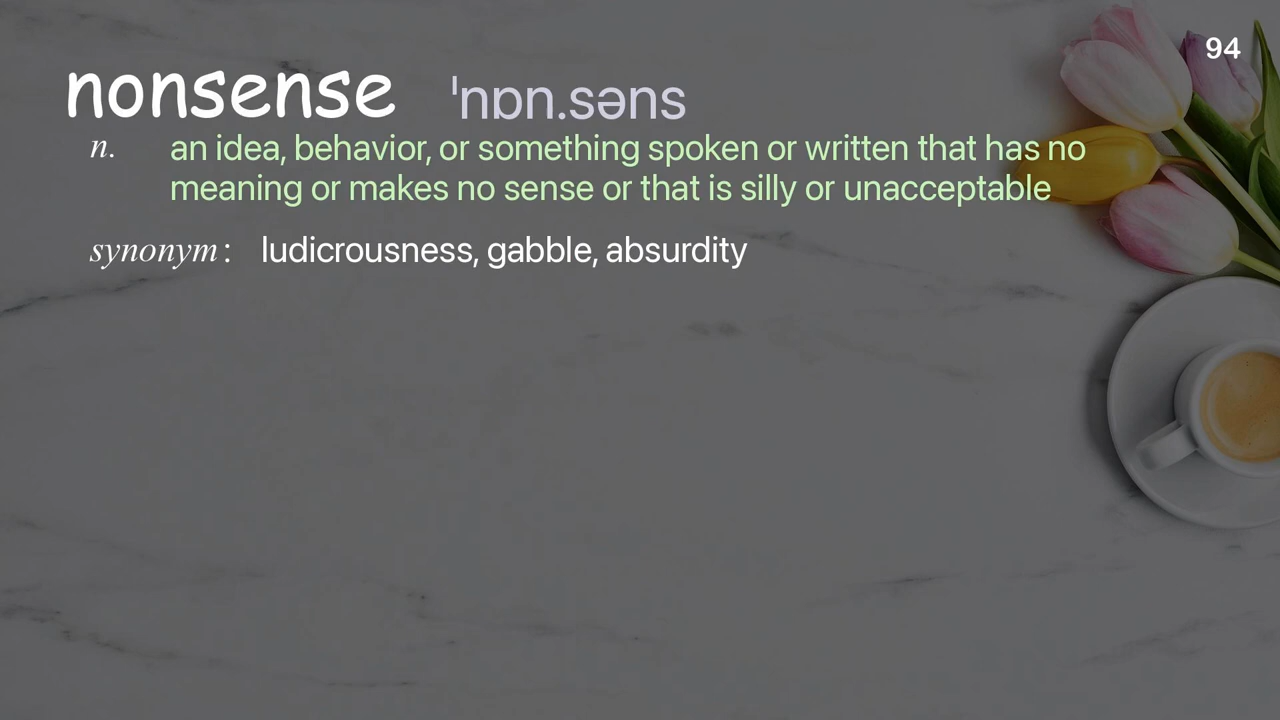 94
nonsense ˈnɒn.səns
n. an idea, behavior, or something spoken or written that has no
meaning or makes no sense or that is silly or unacceptable
synonym : ludicrousness, gabble, absurdity